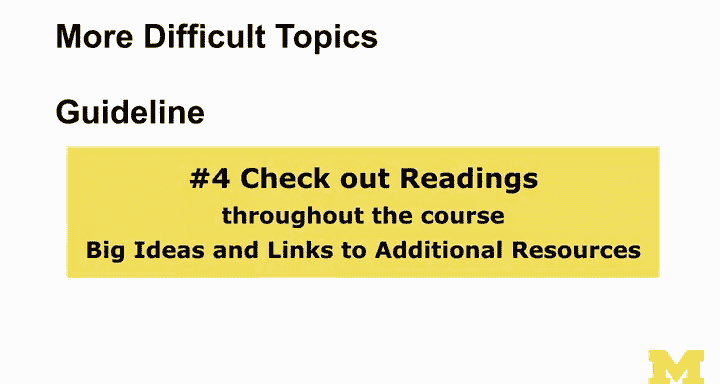 More Difficult Topics
Guideline
#4 Check out Readings
throughout the course
Big Ideas and Links to Additional Resources
M